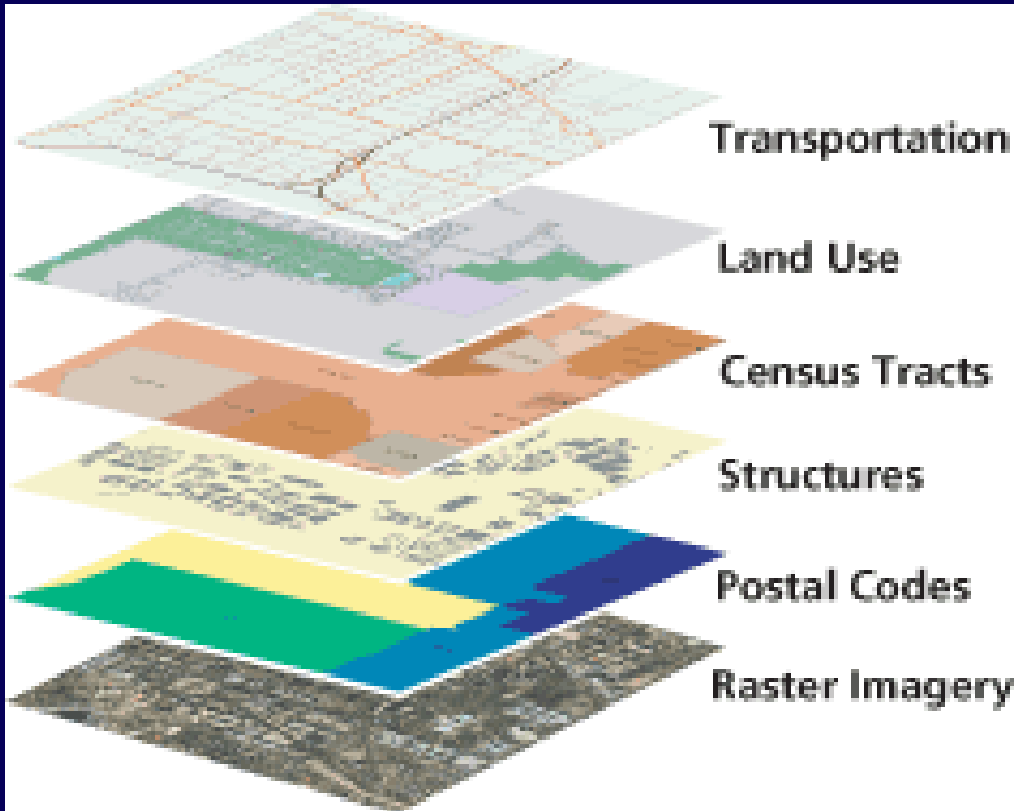 Transportation
Land Use
Census Tracts
Structures
Postal Codes
Raster Imagery